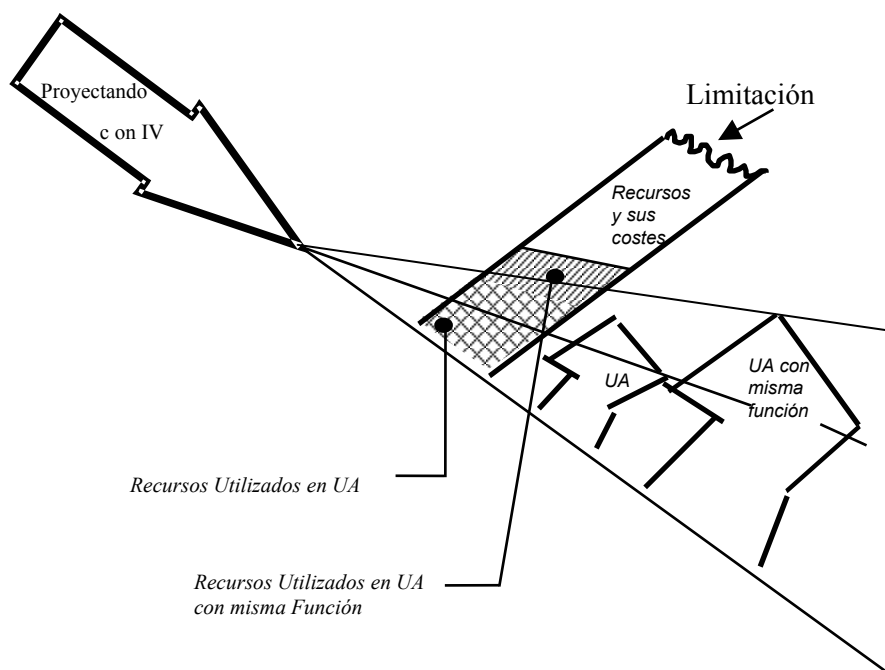 Proyectando
c on IV
Limitación
Recursos
y sus
costes
UA
UA con
misma
función
Recursos Utilizados en UA
Recursos Utilizados en UA
con misma Función